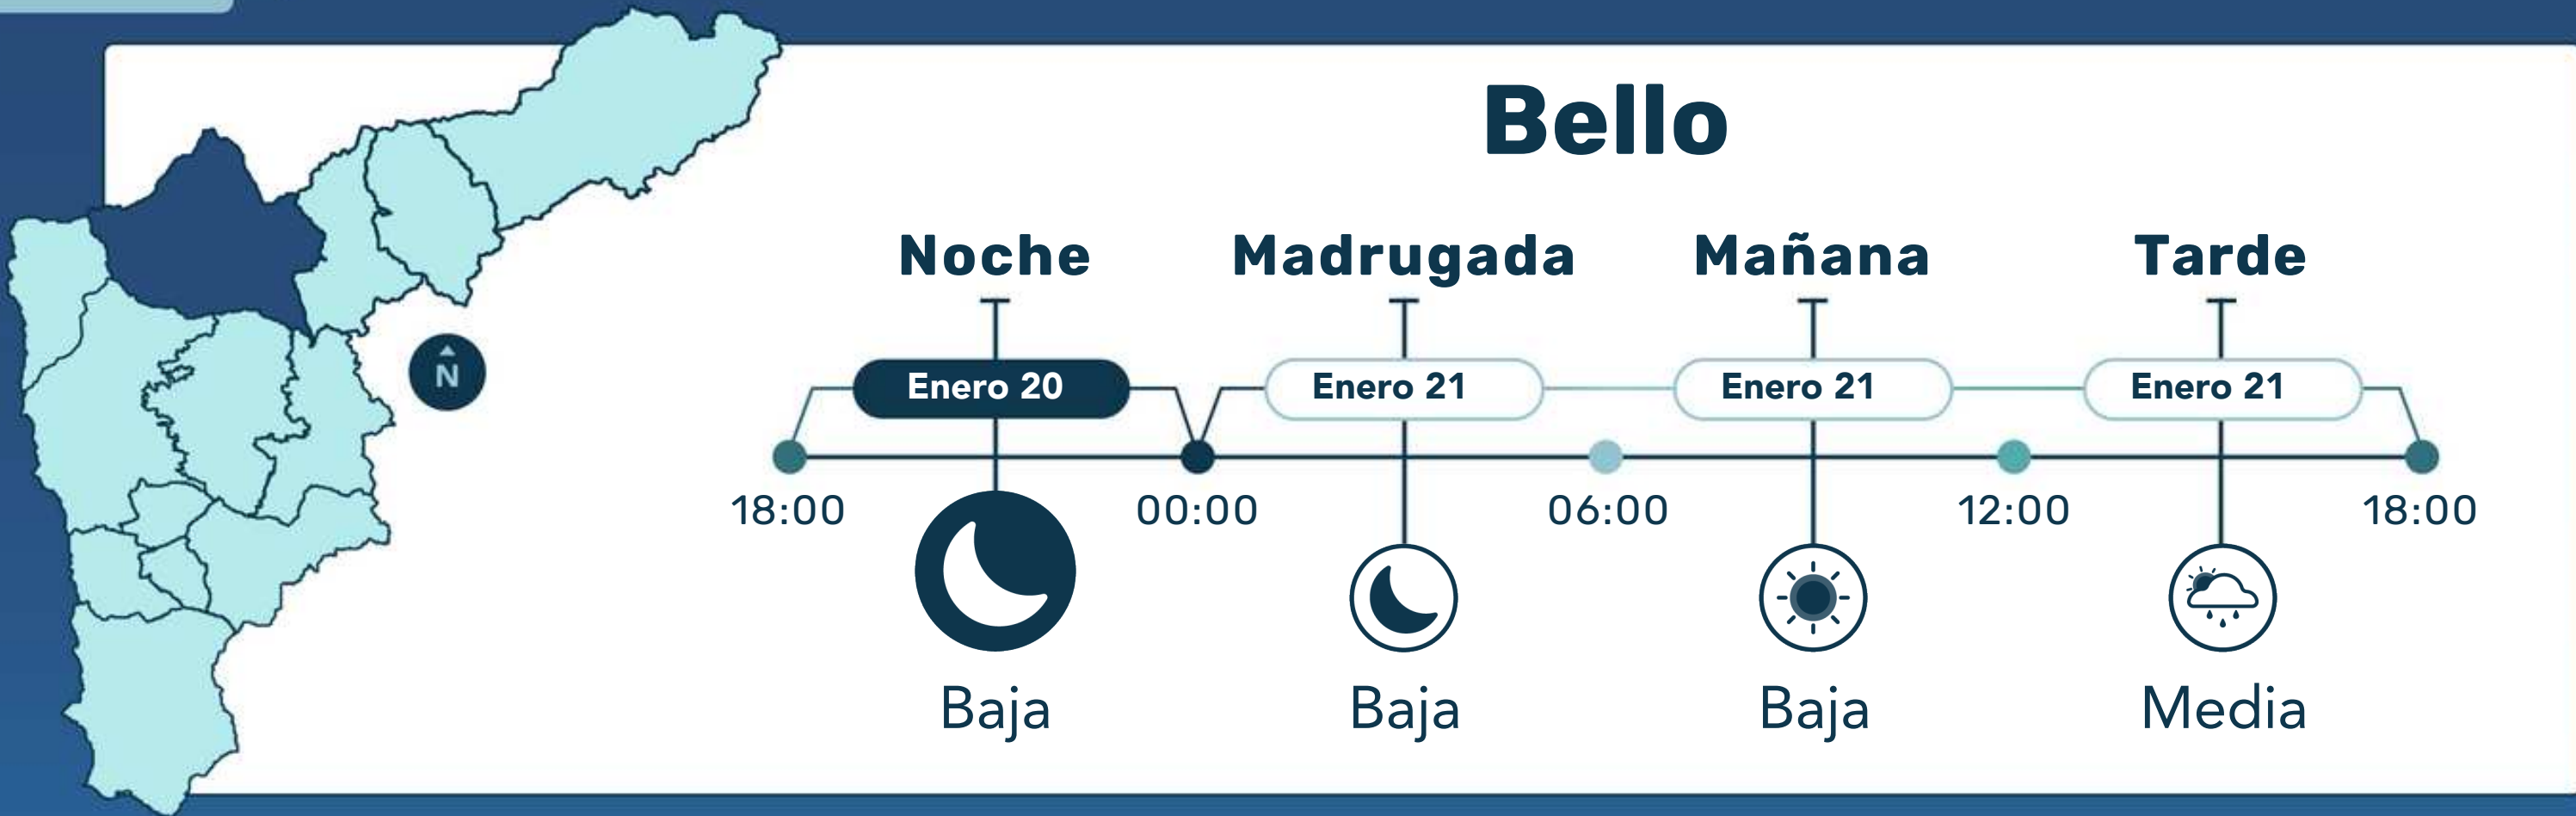 Bello
Noche Madrugada Mañana Tarde
Enero 20 Enero 21 Enero 21 Enero 21
N
18:00 00:00 06:00 12:00 18:00
Baja Baja Baja Media